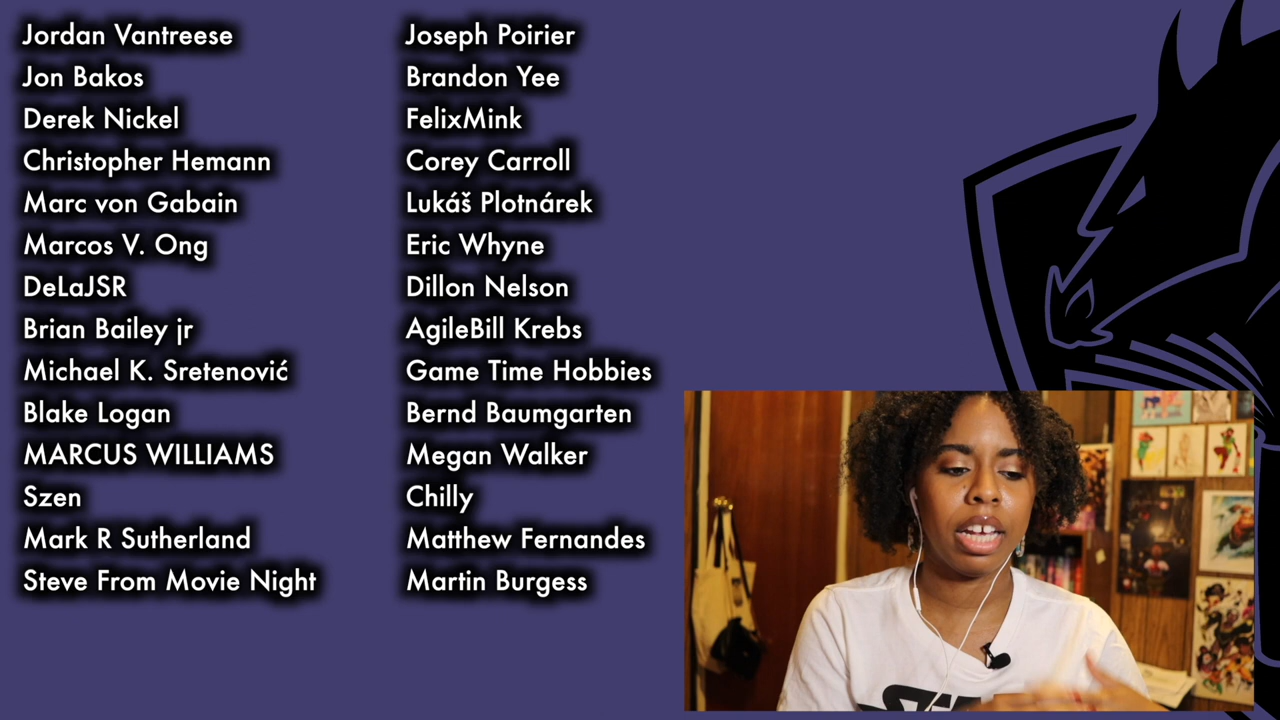 Jordan Vantreese
Jon Bakos
Derek Nickel
Christopher Hemann
Marc von Gabain
Marcos V. Ong
DeLaJSR
Brian Bailey jr
Michael K. Sretenović
Blake Logan
MARCUS WILLIAMS
Szen
Mark R Sutherland
Steve From Movie Night
Joseph Poirier
Brandon Yee
FelixMink
Corey Carroll
Lukáš Plotnárek
Eric Whyne
Dillon Nelson
AgileBill Krebs
Game Time Hobbies
Bernd Baumgarten
Megan Walker
Chilly
Matthew Fernandes
Martin Burgess